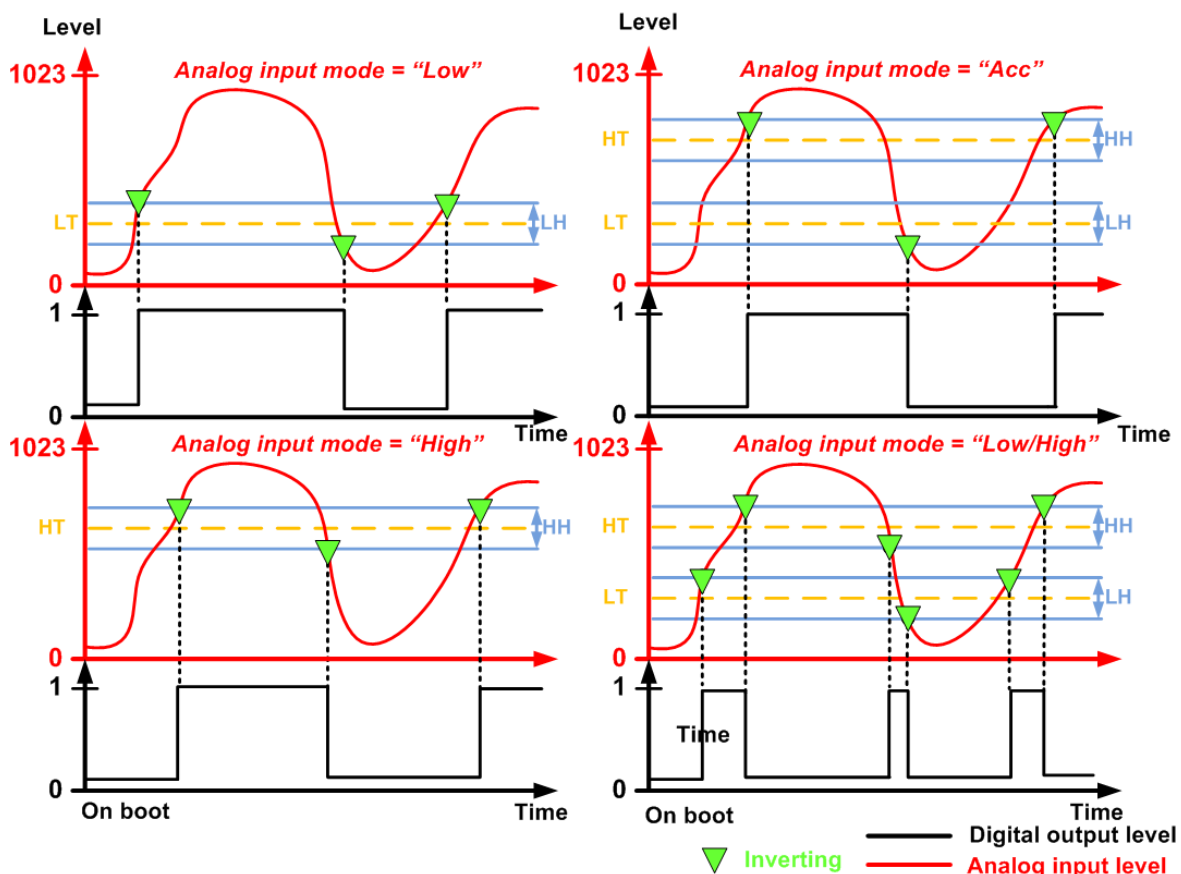 Level
1023
Analog input mode = “Low”
LT
LH
0
1
0
Time
Level
1023
Analog input mode = “Acc”
HT
HH
LT
LH
0
1
0
Time
1023
Analog input mode = “High”
HT
HH
0
1
0
On boot
Time
1023
Analog input mode = “Low/High”
HT
HH
LT
LH
0
1
Time
0
On boot
Time
Inverting
Digital output level
Analog input level